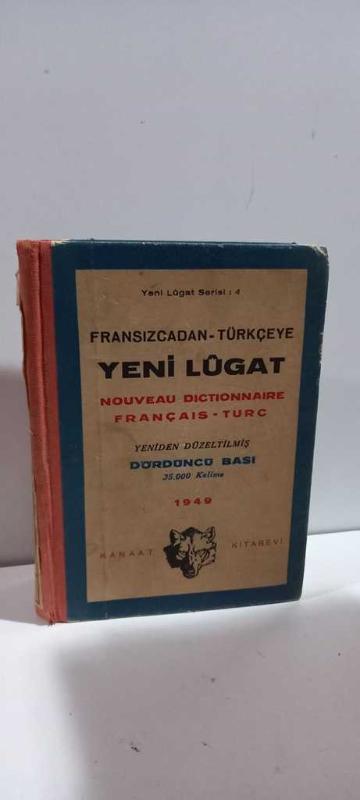 Yeni Lûgat Serisi : 4
FRANSIZCADAN-TÜRKÇEYE
YENİ LÛGAT
NOUVEAU DICTIONNAIRE
FRANÇAIS - TURC
YENİDEN DÜZELTİLMİŞ
DÖRDÜNCÜ BASI
35.000 Kelime
1949
KANAAT KİTABEVİ